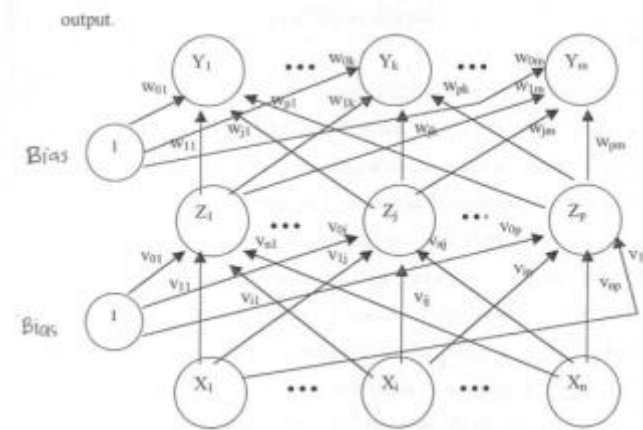 output.
Y1 ••• Yk ••• Ym
w01 w0k w0m
wp1 w1k wpk w1m
Bias 1 w11 wj1 wjk wjm wpm
Z1 ••• Zj ••• Zp
v01 vn1 v0j vnj v0p
v11 v1j
Bias 1 vi1 vij vip vnp
X1 ••• Xi ••• Xn